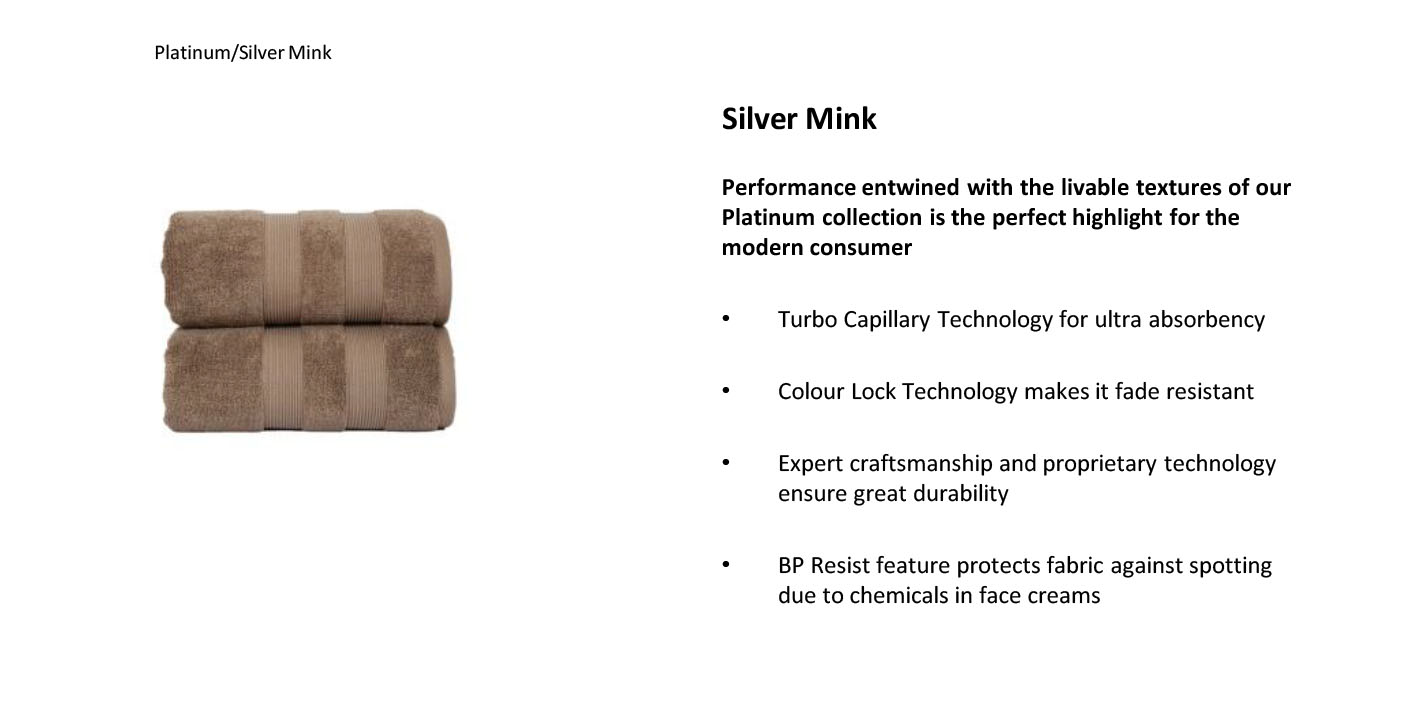 Platinum/Silver Mink
Silver Mink
Performance entwined with the livable textures of our
Platinum collection is the perfect highlight for the
modern consumer
• Turbo Capillary Technology for ultra absorbency
• Colour Lock Technology makes it fade resistant
• Expert craftsmanship and proprietary technology
ensure great durability
• BP Resist feature protects fabric against spotting
due to chemicals in face creams